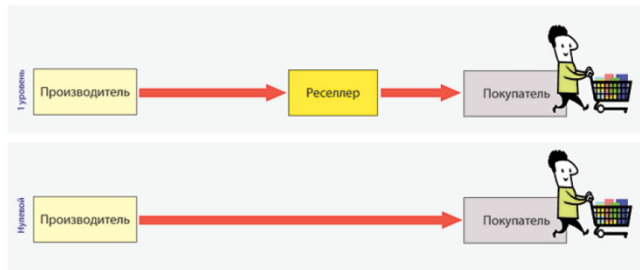 1 уровень
Производитель
Реселлер
Покупатель
Нулевой
Производитель
Покупатель